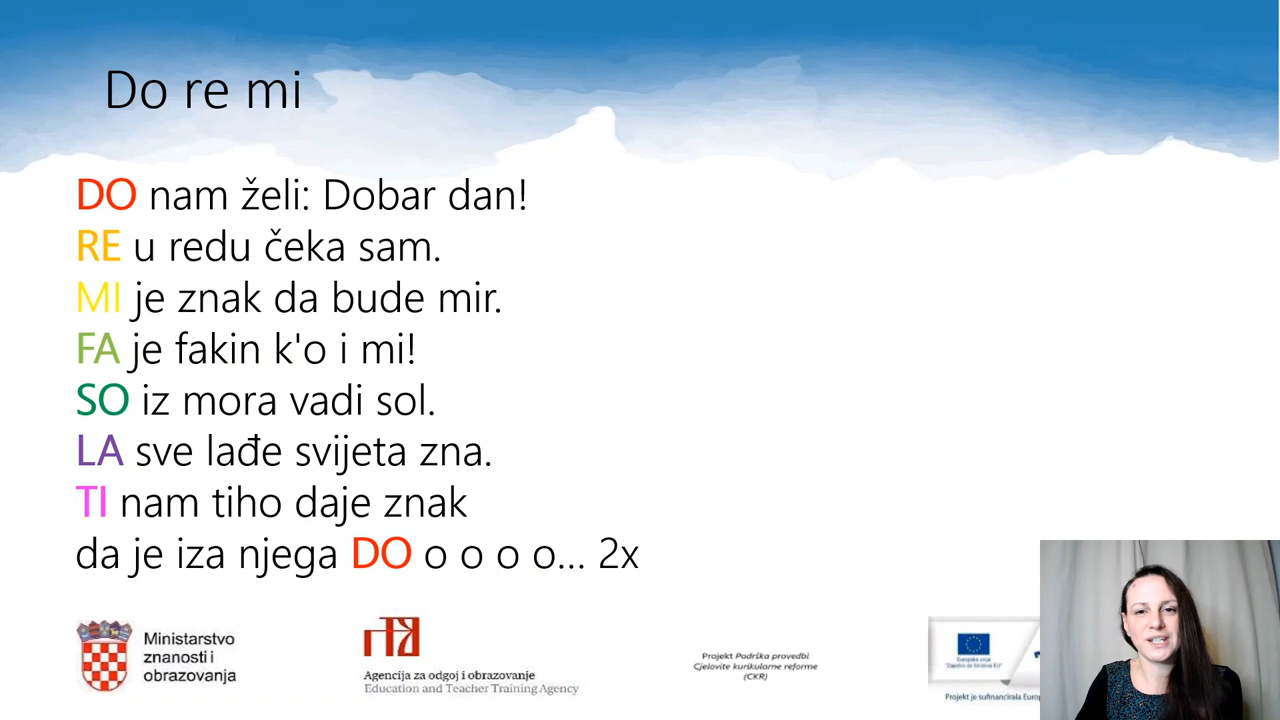 Do re mi
DO nam želi: Dobar dan!
RE u redu čeka sam.
MI je znak da bude mir.
FA je fakin k'o i mi!
SO iz mora vadi sol.
LA sve lađe svijeta zna.
TI nam tiho daje znak
da je iza njega DO o o o o... 2x
Ministarstvo
znanosti i
obrazovanja
Agencija za odgoj i obrazovanje
Education and Teacher Training Agency
Projekt Podrška provedbi
Cjelovite kurikularne reforme
(CKR)
Europska unija
Projekt je sufinancirala